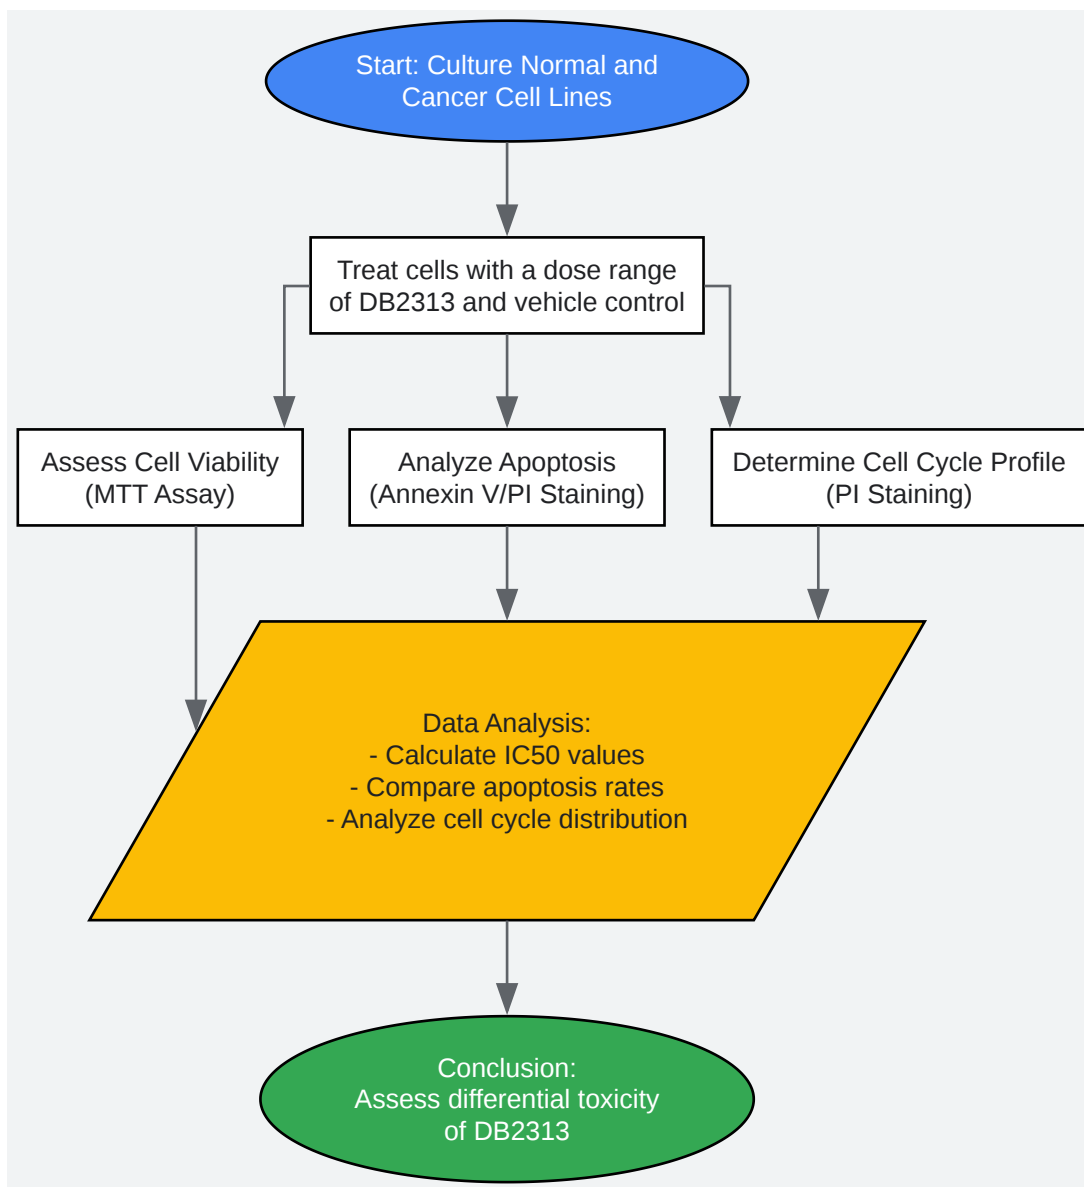 Start: Culture Normal and
Cancer Cell Lines
Treat cells with a dose range
of DB2313 and vehicle control
Assess Cell Viability
(MTT Assay)
Analyze Apoptosis
(Annexin V/PI Staining)
Determine Cell Cycle Profile
(PI Staining)
Data Analysis:
- Calculate IC50 values
- Compare apoptosis rates
- Analyze cell cycle distribution
Conclusion:
Assess differential toxicity
of DB2313